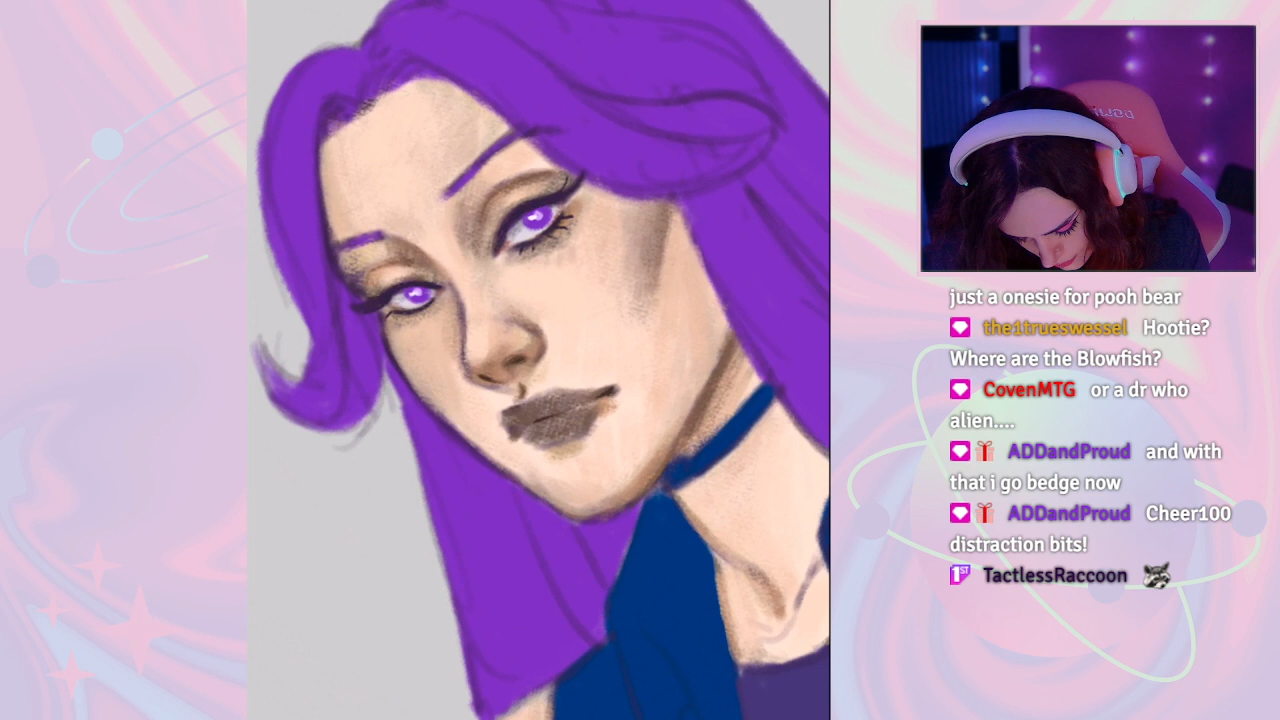 just a onesie for pooh bear
the1trueswessel Hootie?
Where are the Blowfish?
CovenMTG or a dr who
alien....
ADDandProud and with
that i go bedge now
ADDandProud Cheer100
distraction bits!
1ST TactlessRaccoon